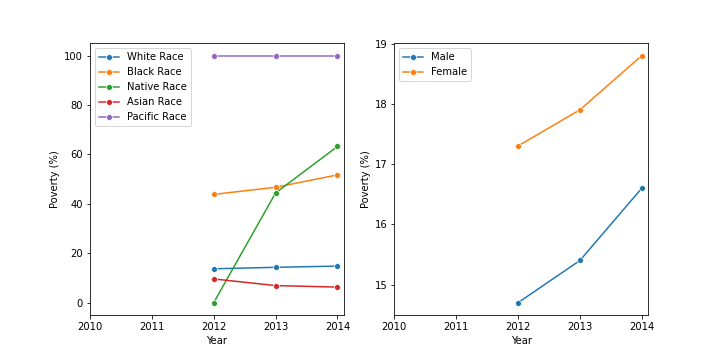 White Race
Black Race
Native Race
Asian Race
Pacific Race
100
80
60
40
20
0
Poverty (%)
2010 2011 2012 2013 2014
Year
Male
Female
19
18
17
16
15
Poverty (%)
2010 2011 2012 2013 2014
Year